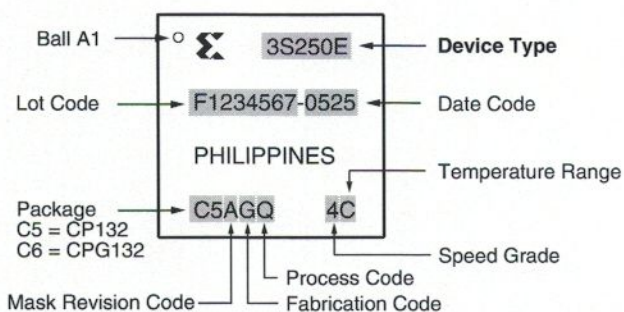 Ball A1
3S250E
Device Type
Lot Code
F1234567-0525
Date Code
PHILIPPINES
Temperature Range
Package
C5 = CP132
C6 = CPG132
C5AGQ
4C
Speed Grade
Process Code
Mask Revision Code
Fabrication Code